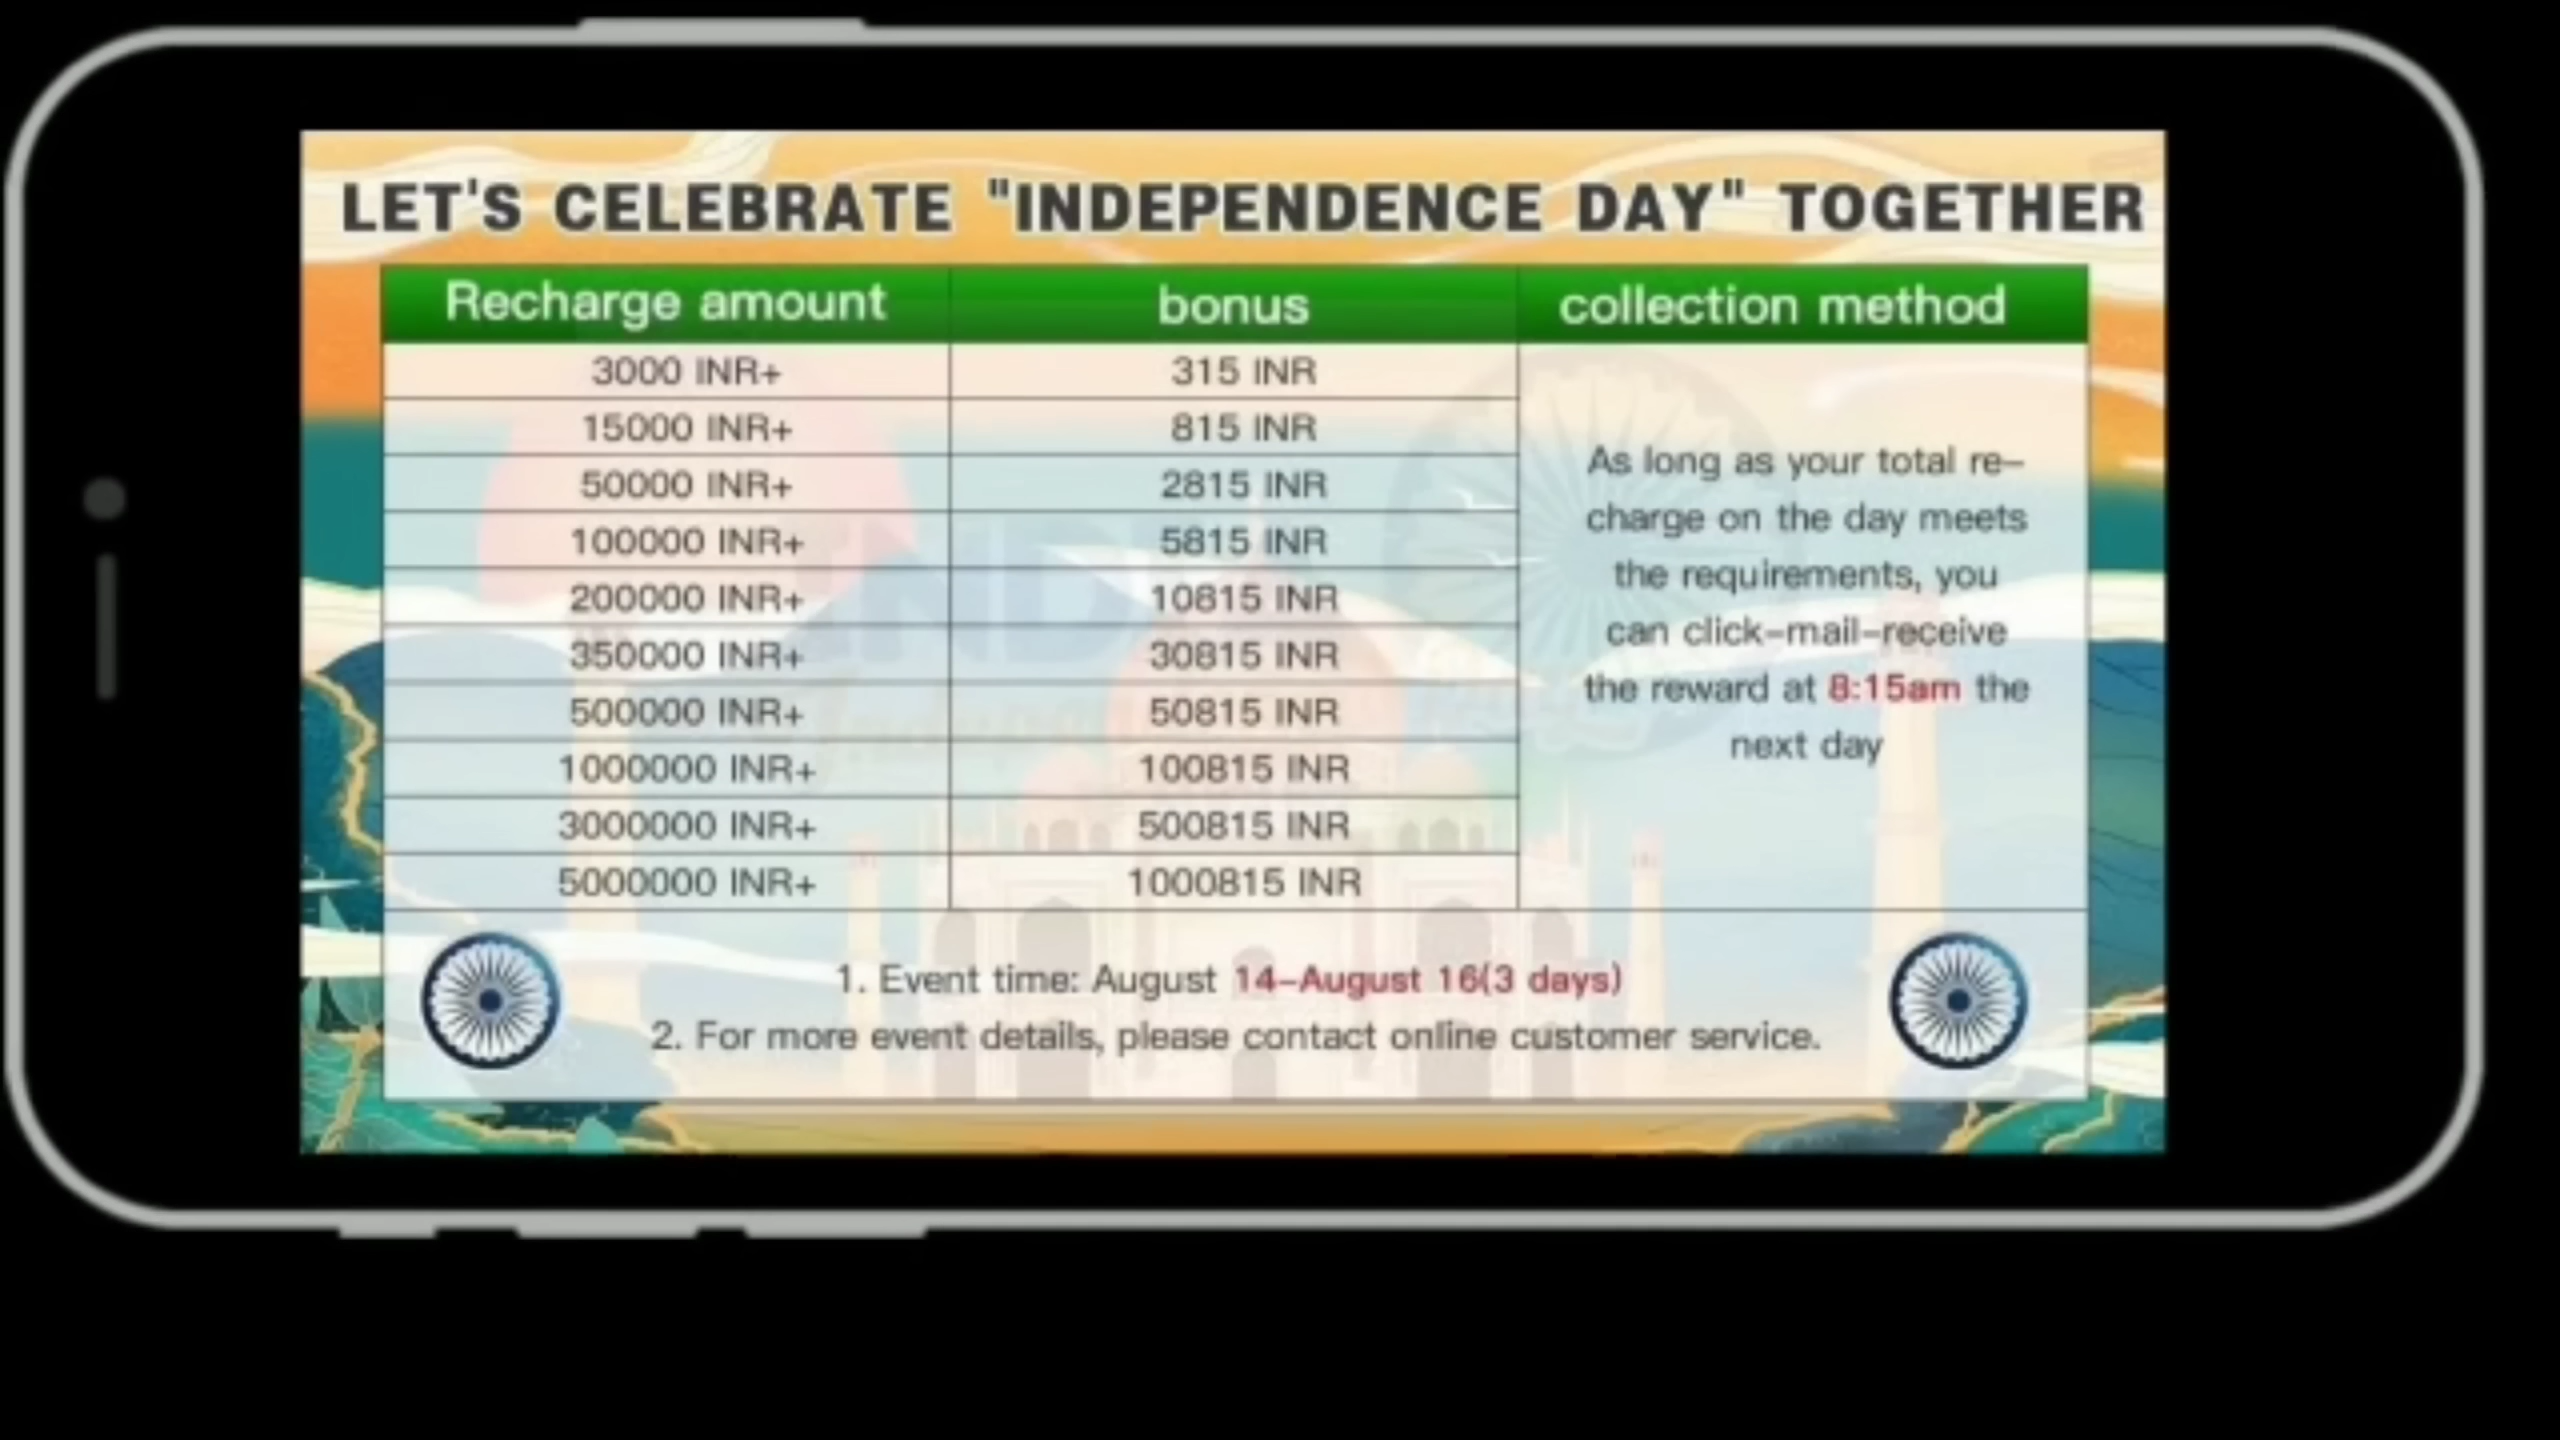 LET'S CELEBRATE "INDEPENDENCE DAY" TOGETHER
Recharge amount bonus collection method
3000 INR+ 315 INR
15000 INR+ 815 INR
50000 INR+ 2815 INR
100000 INR+ 5815 INR
200000 INR+ 10815 INR
350000 INR+ 30815 INR
500000 INR+ 50815 INR
1000000 INR+ 100815 INR
3000000 INR+ 500815 INR
5000000 INR+ 1000815 INR
As long as your total re-
charge on the day meets
the requirements, you
can click-mail-receive
the reward at 8:15am the
next day
1. Event time: August 14-August 16(3 days)
2. For more event details, please contact online customer service.